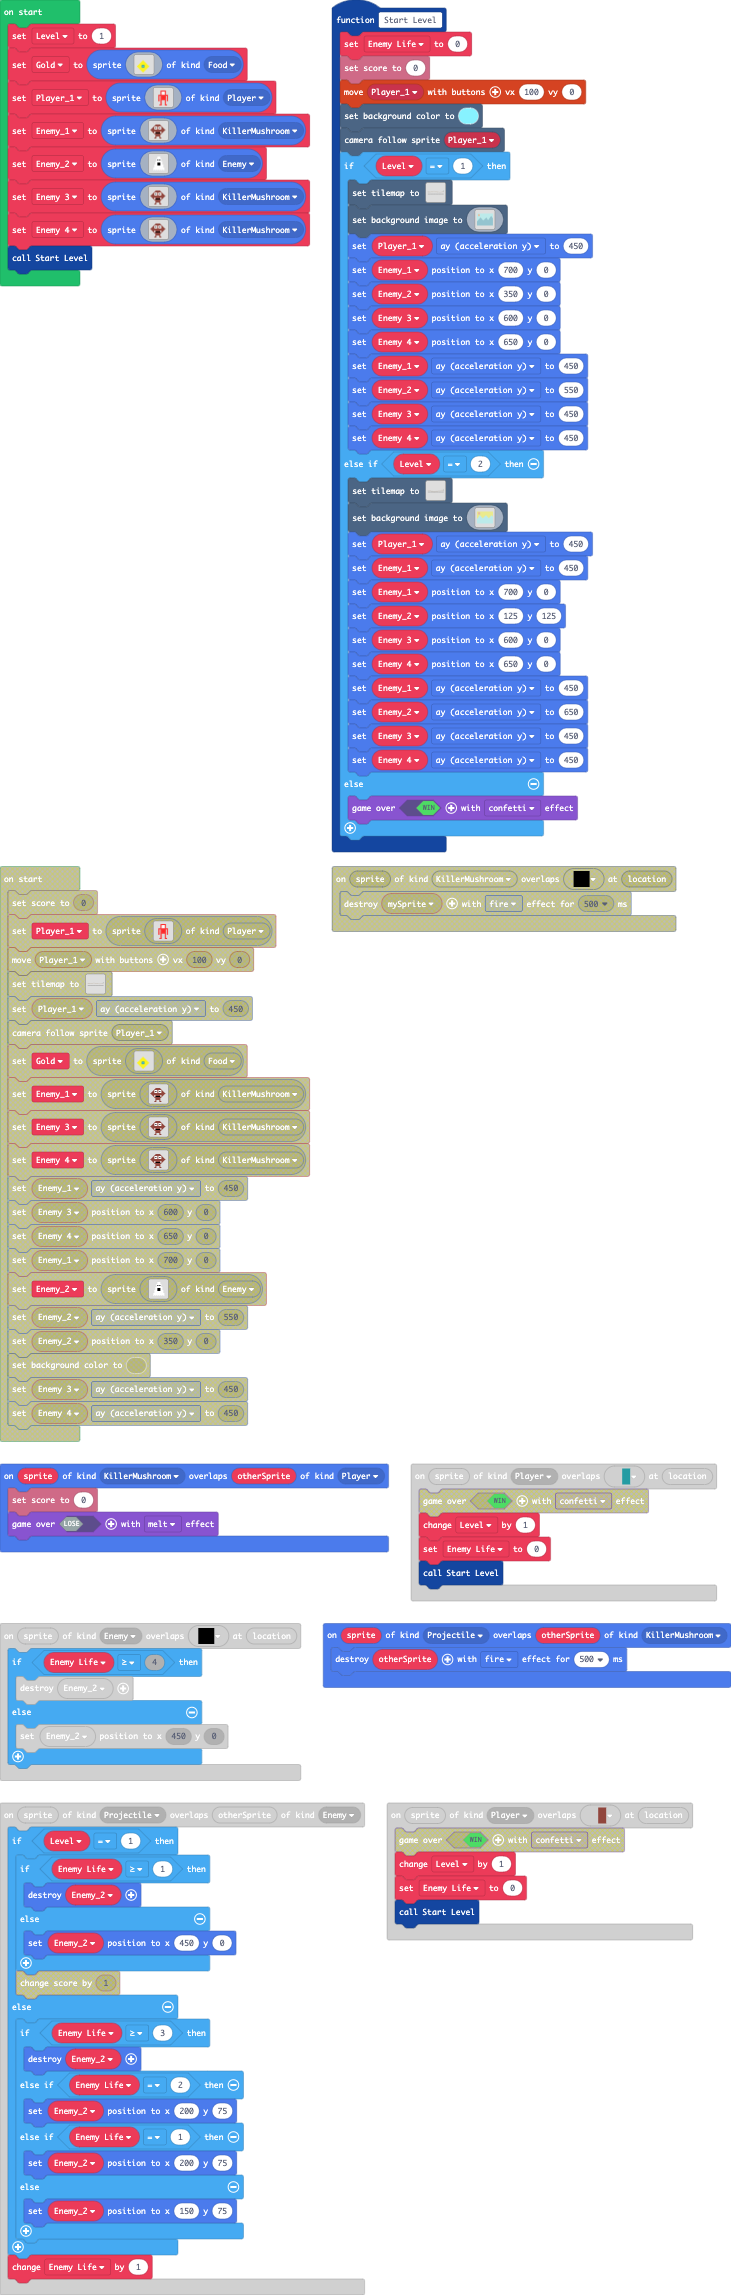 on start
set Level to 1
set Gold to sprite of kind Food
set Player_1 to sprite of kind Player
set Enemy_1 to sprite of kind KillerMushroom
set Enemy_2 to sprite of kind Enemy
set Enemy 3 to sprite of kind KillerMushroom
set Enemy 4 to sprite of kind KillerMushroom
call Start Level
function Start Level
set Enemy Life to 0
set score to 0
move Player_1 with buttons vx 100 vy 0
set background color to
camera follow sprite Player_1
if Level = 1 then
set tilemap to
set background image to
set Player_1 ay (acceleration y) to 450
set Enemy_1 position to x 700 y 0
set Enemy_2 position to x 350 y 0
set Enemy 3 position to x 600 y 0
set Enemy 4 position to x 650 y 0
set Enemy_1 ay (acceleration y) to 450
set Enemy_2 ay (acceleration y) to 550
set Enemy 3 ay (acceleration y) to 450
set Enemy 4 ay (acceleration y) to 450
else if Level = 2 then
set tilemap to
set background image to
set Player_1 ay (acceleration y) to 450
set Enemy_1 ay (acceleration y) to 450
set Enemy_1 position to x 700 y 0
set Enemy_2 position to x 125 y 125
set Enemy 3 position to x 600 y 0
set Enemy 4 position to x 650 y 0
set Enemy_1 ay (acceleration y) to 450
set Enemy_2 ay (acceleration y) to 650
set Enemy 3 ay (acceleration y) to 450
set Enemy 4 ay (acceleration y) to 450
else
game over WIN with confetti effect
on start
set score to 0
set Player_1 to sprite of kind Player
move Player_1 with buttons vx 100 vy 0
set tilemap to
set Player_1 ay (acceleration y) to 450
camera follow sprite Player_1
set Gold to sprite of kind Food
set Enemy_1 to sprite of kind KillerMushroom
set Enemy 3 to sprite of kind KillerMushroom
set Enemy 4 to sprite of kind KillerMushroom
set Enemy_1 ay (acceleration y) to 450
set Enemy 3 position to x 600 y 0
set Enemy 4 position to x 650 y 0
set Enemy_1 position to x 700 y 0
set Enemy_2 to sprite of kind Enemy
set Enemy_2 ay (acceleration y) to 550
set Enemy_2 position to x 350 y 0
set background color to
set Enemy 3 ay (acceleration y) to 450
set Enemy 4 ay (acceleration y) to 450
on sprite of kind KillerMushroom overlaps at location
destroy mySprite with fire effect for 500 ms
on sprite of kind KillerMushroom overlaps otherSprite of kind Player
set score to 0
game over LOSE with melt effect
on sprite of kind Player overlaps at location
game over WIN with confetti effect
change Level by 1
set Enemy Life to 0
call Start Level
on sprite of kind Enemy overlaps at location
if Enemy Life ≥ 4 then
destroy Enemy_2
else
set Enemy_2 position to x 450 y 0
on sprite of kind Projectile overlaps otherSprite of kind KillerMushroom
destroy otherSprite with fire effect for 500 ms
on sprite of kind Projectile overlaps otherSprite of kind Enemy
if Level = 1 then
if Enemy Life ≥ 1 then
destroy Enemy_2
else
set Enemy_2 position to x 450 y 0
change score by 1
else
if Enemy Life ≥ 3 then
destroy Enemy_2
else if Enemy Life = 2 then
set Enemy_2 position to x 200 y 75
else if Enemy Life = 1 then
set Enemy_2 position to x 200 y 75
else
set Enemy_2 position to x 150 y 75
change Enemy Life by 1
on sprite of kind Player overlaps at location
game over WIN with confetti effect
change Level by 1
set Enemy Life to 0
call Start Level